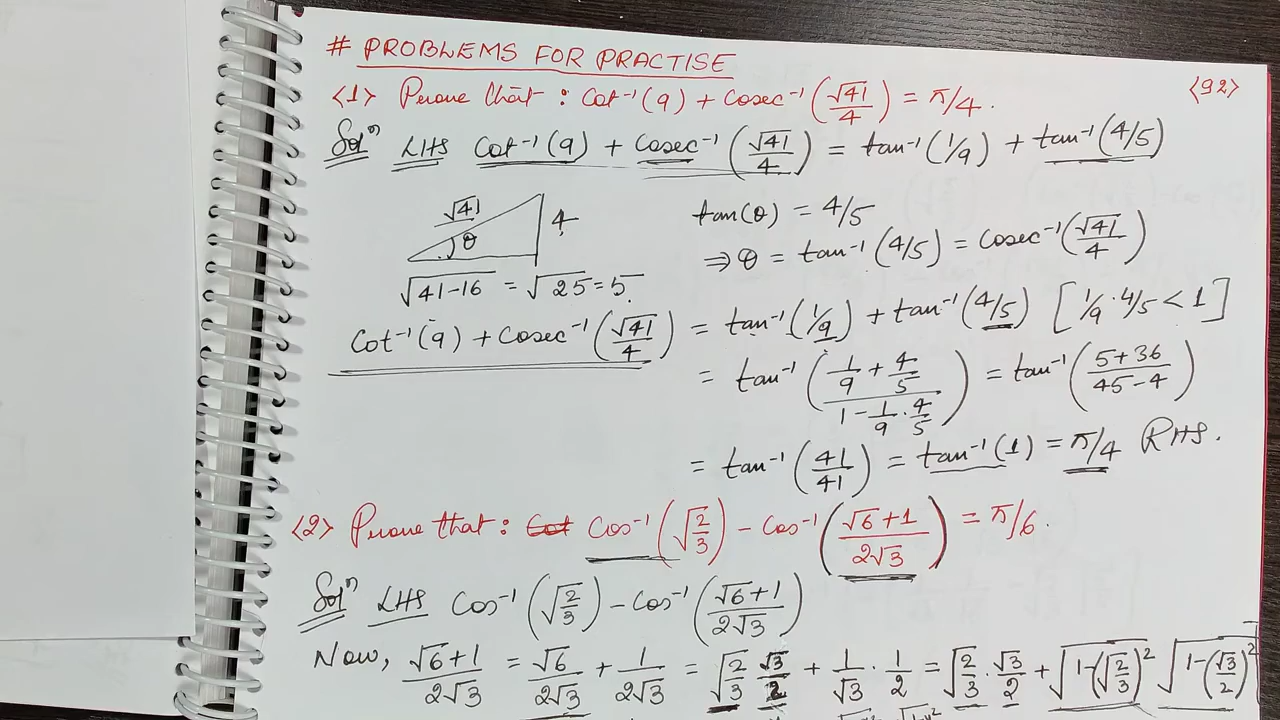 # PROBLEMS FOR PRACTISE
<92>
<1> Prove that : Cot⁻¹(9) + Cosec⁻¹(√41/4) = π/4.
Solⁿ LHS Cot⁻¹(9) + Cosec⁻¹(√41/4) = tan⁻¹(1/9) + tan⁻¹(4/5)
√41 θ 4
√41-16 = √25 = 5.
tan(θ) = 4/5
⇒ θ = tan⁻¹(4/5) = Cosec⁻¹(√41/4)
Cot⁻¹(9) + Cosec⁻¹(√41/4) = tan⁻¹(1/9) + tan⁻¹(4/5) [1/9 · 4/5 < 1]
= tan⁻¹((1/9 + 4/5)/(1 - 1/9 · 4/5)) = tan⁻¹((5+36)/(45-4))
= tan⁻¹(41/41) = tan⁻¹(1) = π/4 RHS.
<2> Prove that : Cot Cos⁻¹(√(2/3)) - Cos⁻¹((√6+1)/(2√3)) = π/6.
Solⁿ LHS Cos⁻¹(√(2/3)) - Cos⁻¹((√6+1)/(2√3))
Now, (√6+1)/(2√3) = √6/(2√3) + 1/(2√3) = √(2/3) √3/2 + 1/√3 · 1/2 = √(2/3) · √3/2 + √(1-(√(2/3))²) √(1-(√3/2)²)